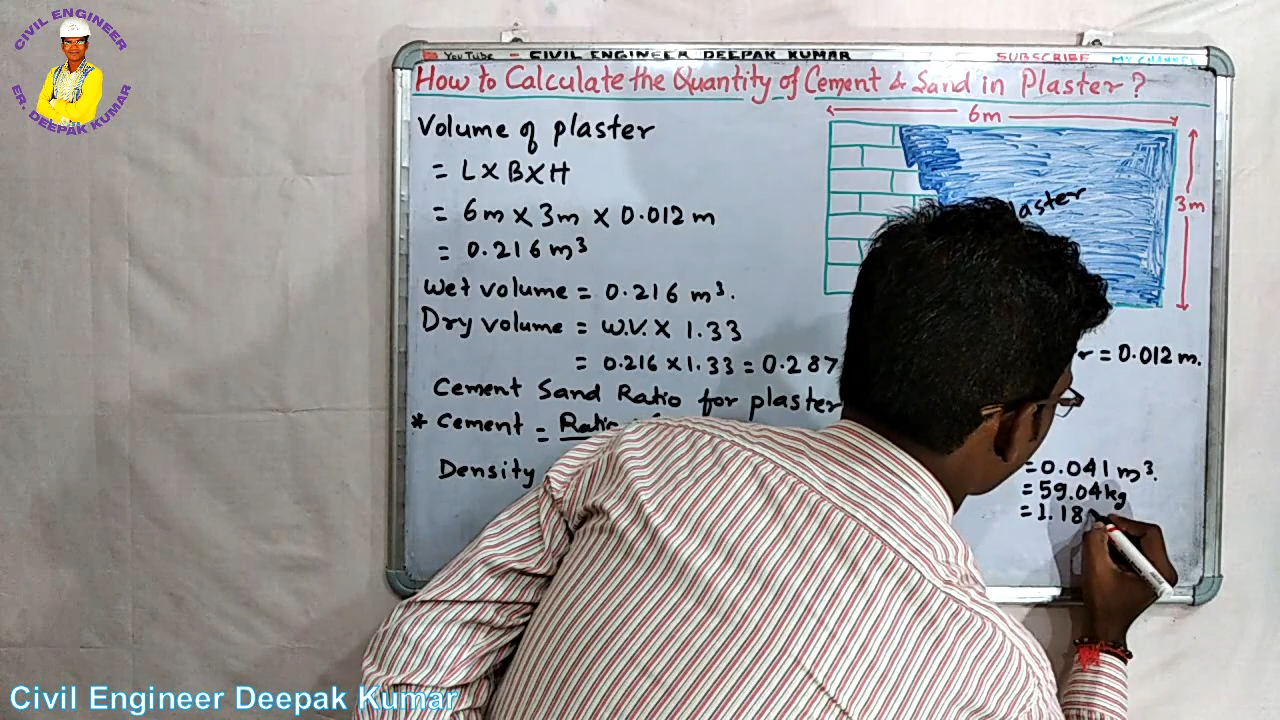 CIVIL ENGINEER
ER. DEEPAK KUMAR
YouTube - CIVIL ENGINEER DEEPAK KUMAR SUBSCRIBE MY CHANNEL
How to Calculate the Quantity of Cement & Sand in Plaster ?
6m
3m
Volume of plaster
= L X B X H
= 6m X 3m X 0.012 m
= 0.216 m³
Wet volume = 0.216 m³.
Dry volume = W.V. X 1.33
= 0.216 X 1.33 = 0.287
= 0.012 m.
Cement Sand Ratio for plaster
* Cement = Ratio
Density
= 0.041 m³.
= 59.04 kg
= 1.18
Civil Engineer Deepak Kumar